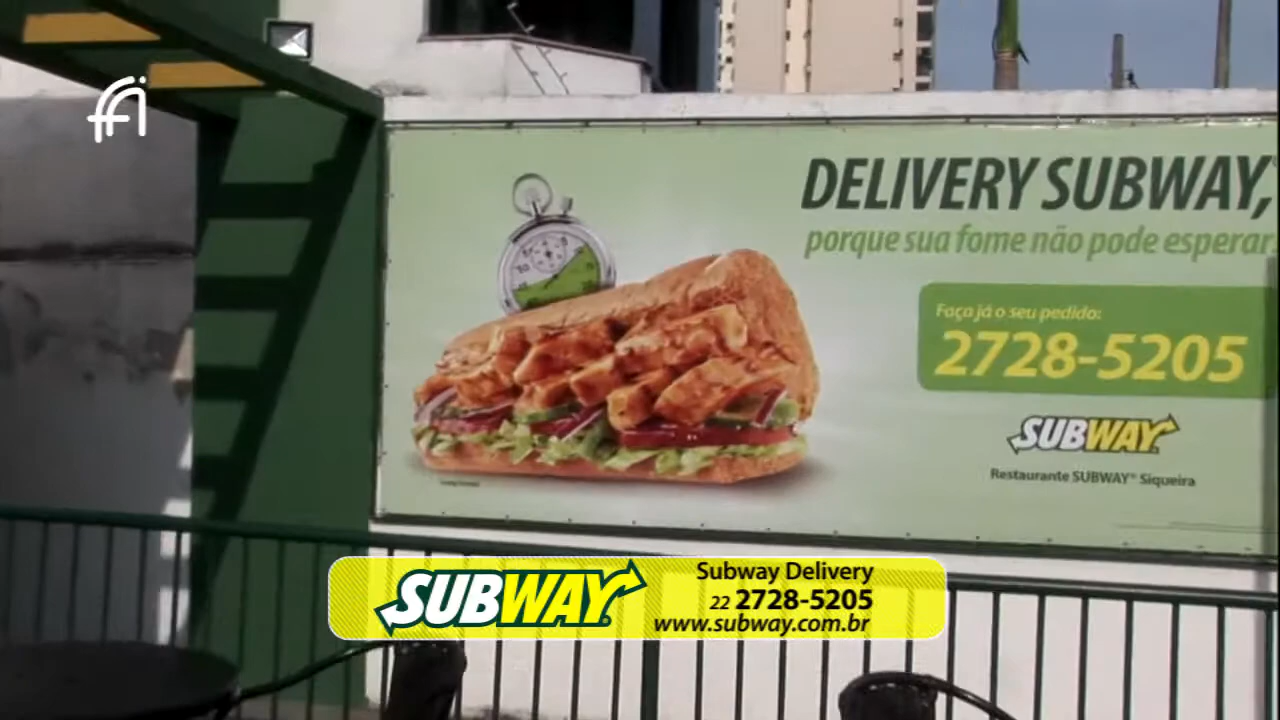 ffi
DELIVERY SUBWAY,
porque sua fome não pode esperar.
Faça já o seu pedido:
2728-5205
SUBWAY
Restaurante SUBWAY® Siqueira
SUBWAY
Subway Delivery
22 2728-5205
www.subway.com.br